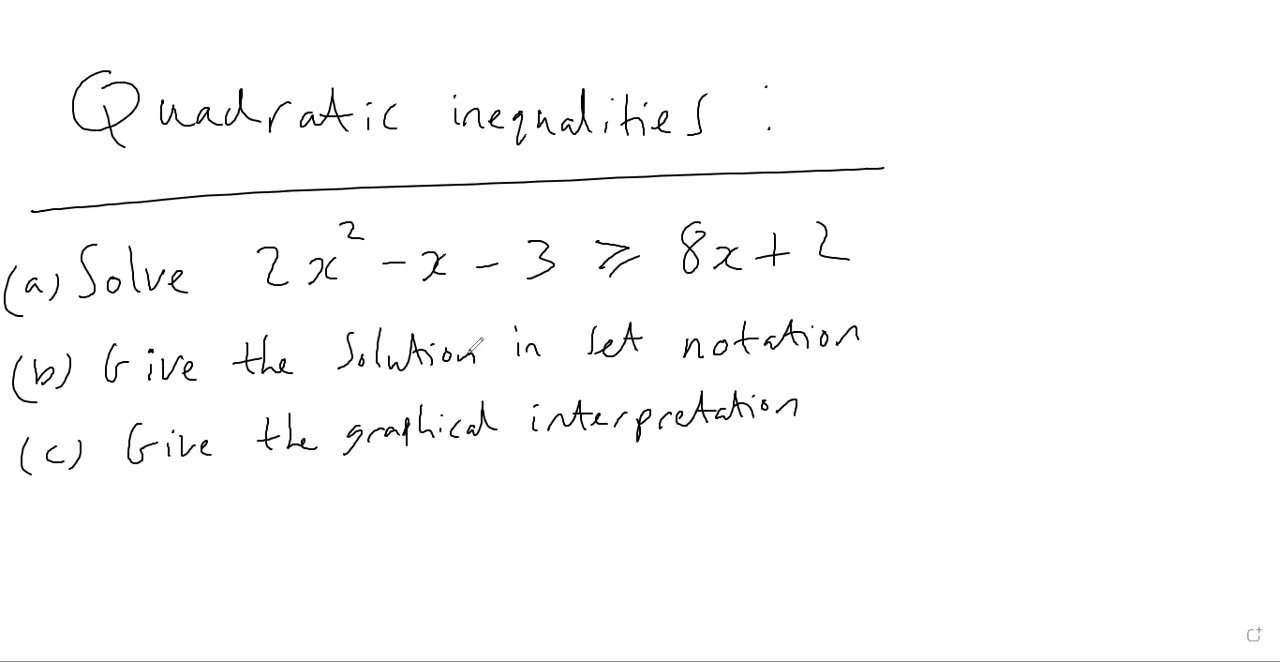 Quadratic inequalities :
(a) Solve 2x² - x - 3 ⩾ 8x + 2
(b) Give the solution in set notation
(c) Give the graphical interpretation